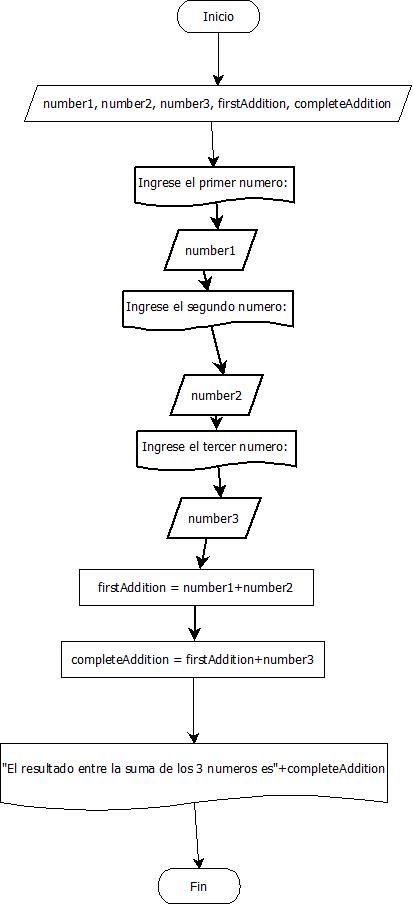 Inicio
number1, number2, number3, firstAddition, completeAddition
Ingrese el primer numero:
number1
Ingrese el segundo numero:
number2
Ingrese el tercer numero:
number3
firstAddition = number1+number2
completeAddition = firstAddition+number3
"El resultado entre la suma de los 3 numeros es"+completeAddition
Fin